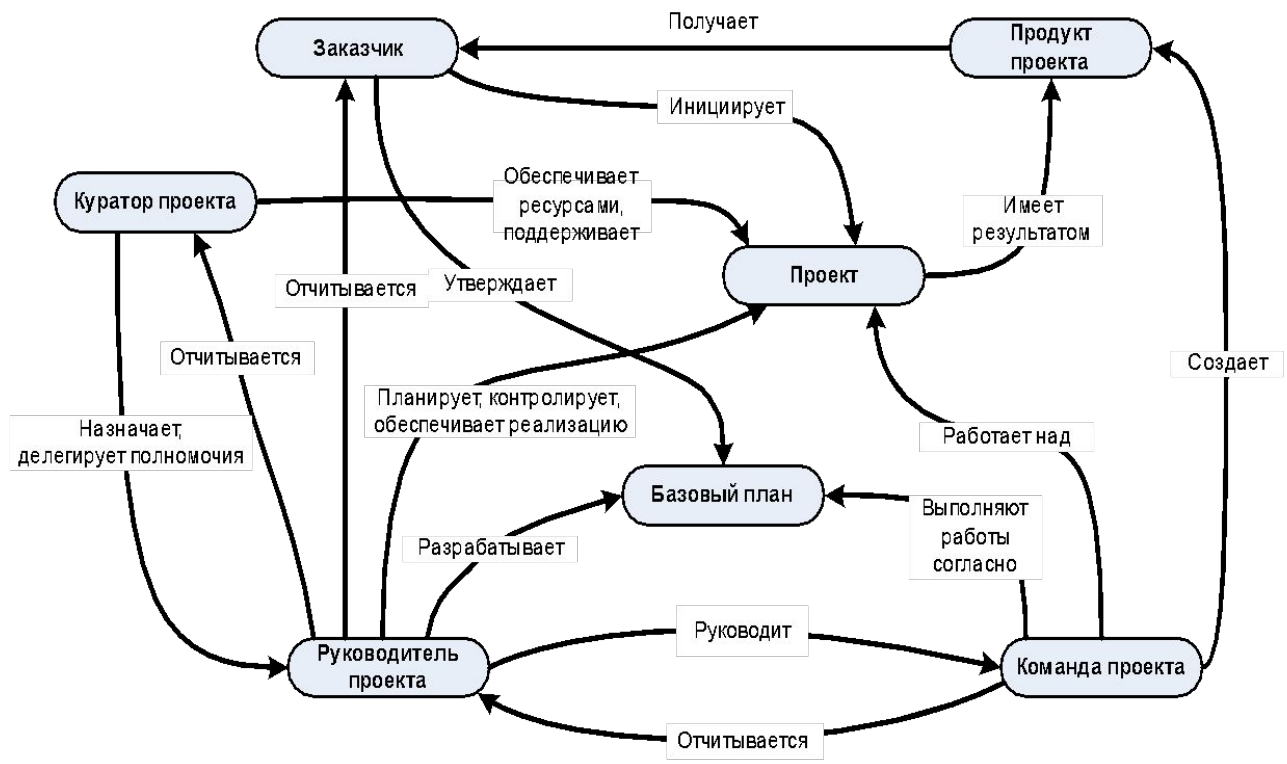 Получает
Заказчик
Продукт
проекта
Инициирует
Обеспечивает
ресурсами,
поддерживает
Куратор проекта
Имеет
результатом
Проект
Отчитывается
Утверждает
Отчитывается
Создает
Планирует, контролирует,
обеспечивает реализацию
Назначает,
делегирует полномочия
Работает над
Базовый план
Выполняют
работы
согласно
Разрабатывает
Руководит
Руководитель
проекта
Команда проекта
Отчитывается